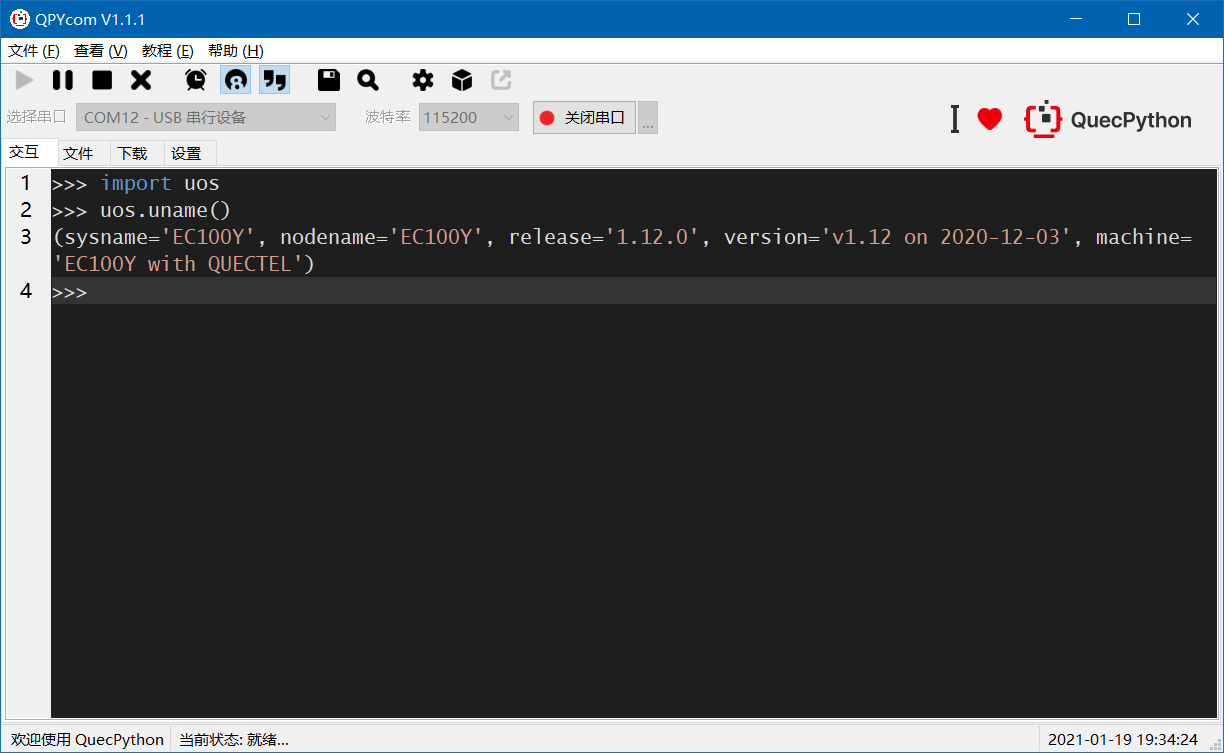 QPYcom V1.1.1
文件 (F) 查看 (V) 教程 (E) 帮助 (H)
选择串口 COM12 - USB 串行设备 波特率 115200 关闭串口 ... I QuecPython
交互 文件 下载 设置
1 >>> import uos
2 >>> uos.uname()
3 (sysname='EC100Y', nodename='EC100Y', release='1.12.0', version='v1.12 on 2020-12-03', machine=
'EC100Y with QUECTEL')
4 >>>
欢迎使用 QuecPython 当前状态: 就绪... 2021-01-19 19:34:24